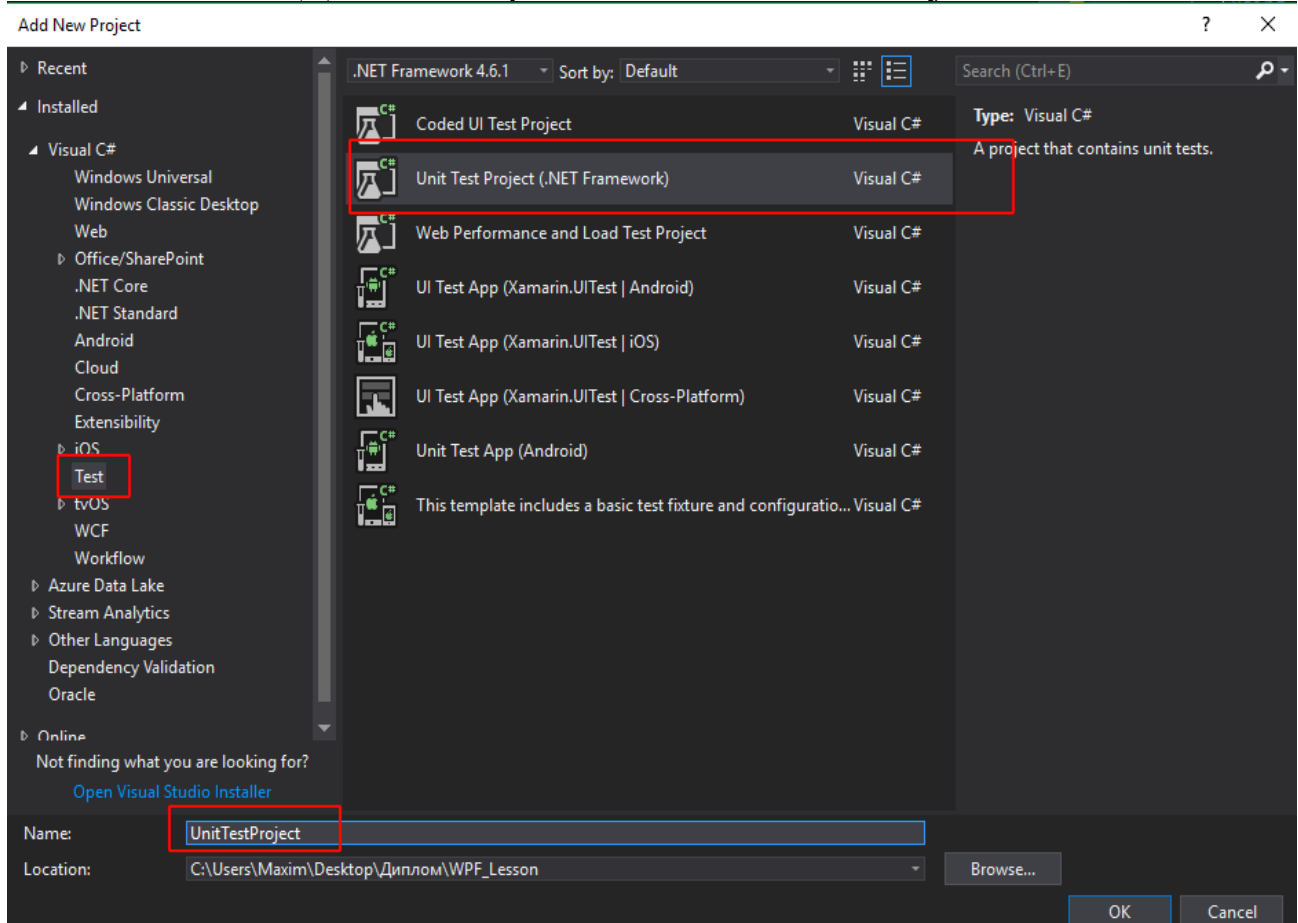 Add New Project
? ×
Recent
Installed
Visual C#
Windows Universal
Windows Classic Desktop
Web
Office/SharePoint
.NET Core
.NET Standard
Android
Cloud
Cross-Platform
Extensibility
iOS
Test
tvOS
WCF
Workflow
Azure Data Lake
Stream Analytics
Other Languages
Dependency Validation
Oracle
Online
Not finding what you are looking for?
Open Visual Studio Installer
.NET Framework 4.6.1 Sort by: Default
C# Coded UI Test Project Visual C#
C# Unit Test Project (.NET Framework) Visual C#
C# Web Performance and Load Test Project Visual C#
C# UI Test App (Xamarin.UITest | Android) Visual C#
C# UI Test App (Xamarin.UITest | iOS) Visual C#
UI Test App (Xamarin.UITest | Cross-Platform) Visual C#
C# Unit Test App (Android) Visual C#
C# This template includes a basic test fixture and configuratio... Visual C#
Search (Ctrl+E)
Type: Visual C#
A project that contains unit tests.
Name: UnitTestProject
Location: C:\Users\Maxim\Desktop\Диплом\WPF_Lesson Browse...
OK Cancel